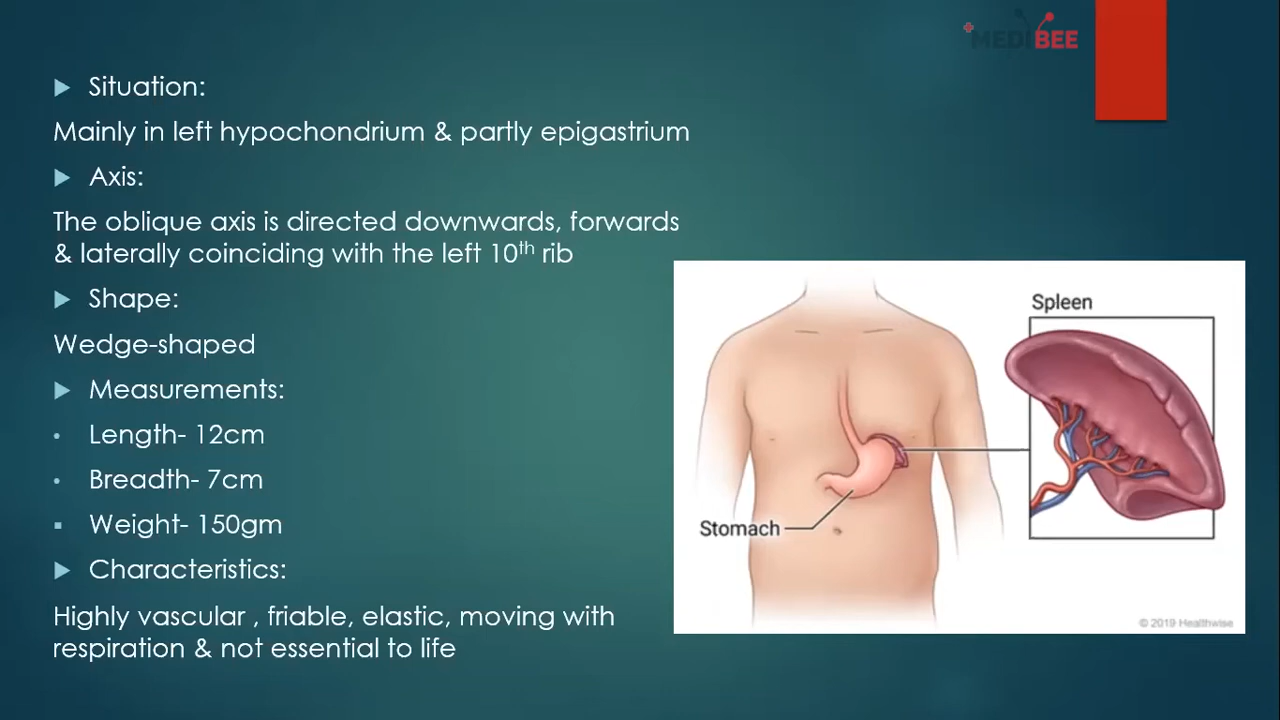 MEDIBEE
Situation:
Mainly in left hypochondrium & partly epigastrium
Axis:
The oblique axis is directed downwards, forwards
& laterally coinciding with the left 10th rib
Shape:
Wedge-shaped
Measurements:
Length- 12cm
Breadth- 7cm
Weight- 150gm
Characteristics:
Highly vascular , friable, elastic, moving with
respiration & not essential to life
Spleen
Stomach
© 2019 Healthwise